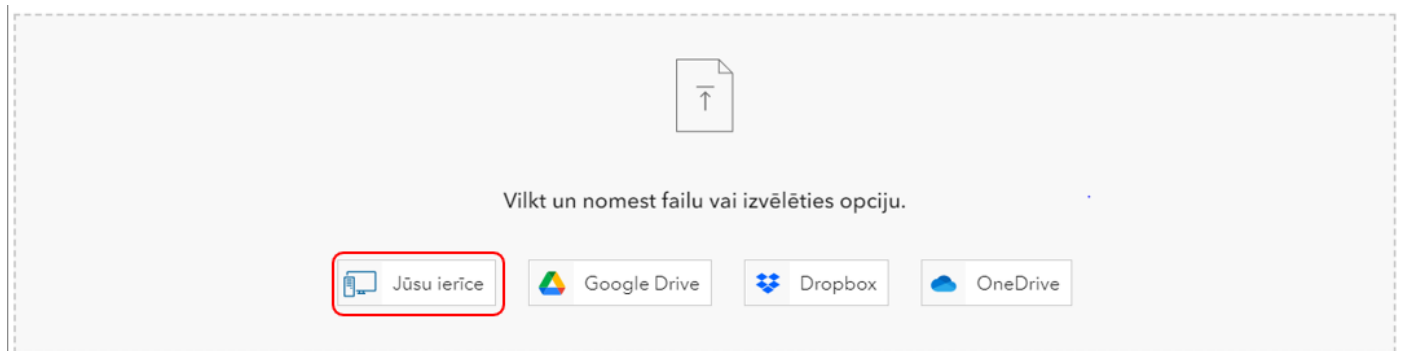 Vilkt un nomest failu vai izvēlēties opciju.
Jūsu ierīce Google Drive Dropbox OneDrive